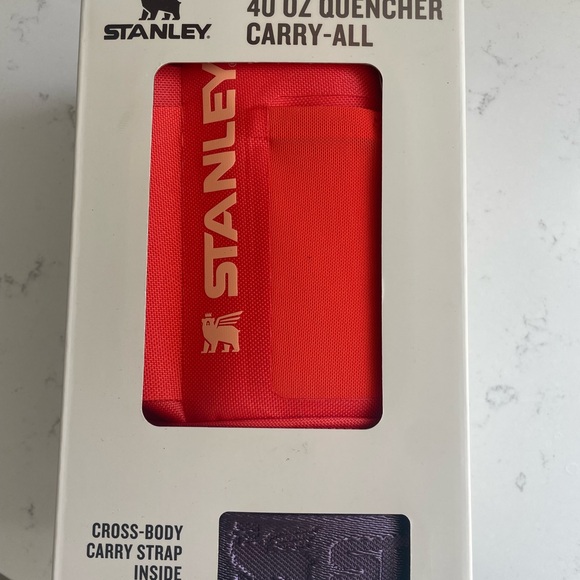 40 OZ QUENCHER
STANLEY.
CARRY-ALL
STANLEY
CROSS-BODY
CARRY STRAP
INSIDE